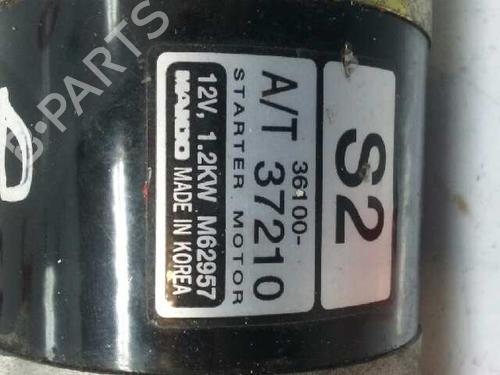 S2
36100-
A/T 37210
STARTER MOTOR
12V, 1.2KW M62957
MANDO MADE IN KOREA
B-PARTS